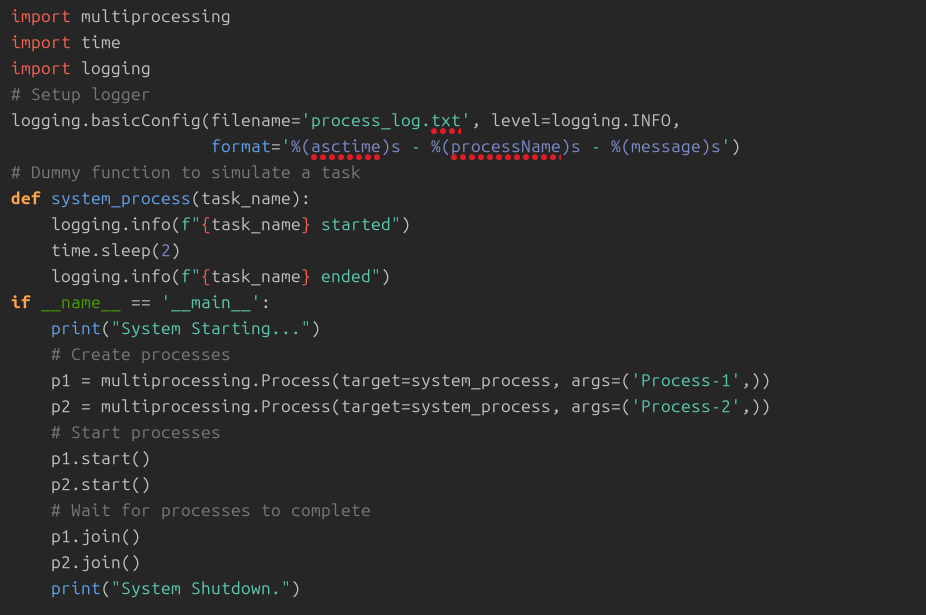 import multiprocessing
import time
import logging
# Setup logger
logging.basicConfig(filename='process_log.txt', level=logging.INFO,
                    format='%(asctime)s - %(processName)s - %(message)s')
# Dummy function to simulate a task
def system_process(task_name):
    logging.info(f"{task_name} started")
    time.sleep(2)
    logging.info(f"{task_name} ended")
if __name__ == '__main__':
    print("System Starting...")
    # Create processes
    p1 = multiprocessing.Process(target=system_process, args=('Process-1',))
    p2 = multiprocessing.Process(target=system_process, args=('Process-2',))
    # Start processes
    p1.start()
    p2.start()
    # Wait for processes to complete
    p1.join()
    p2.join()
    print("System Shutdown.")